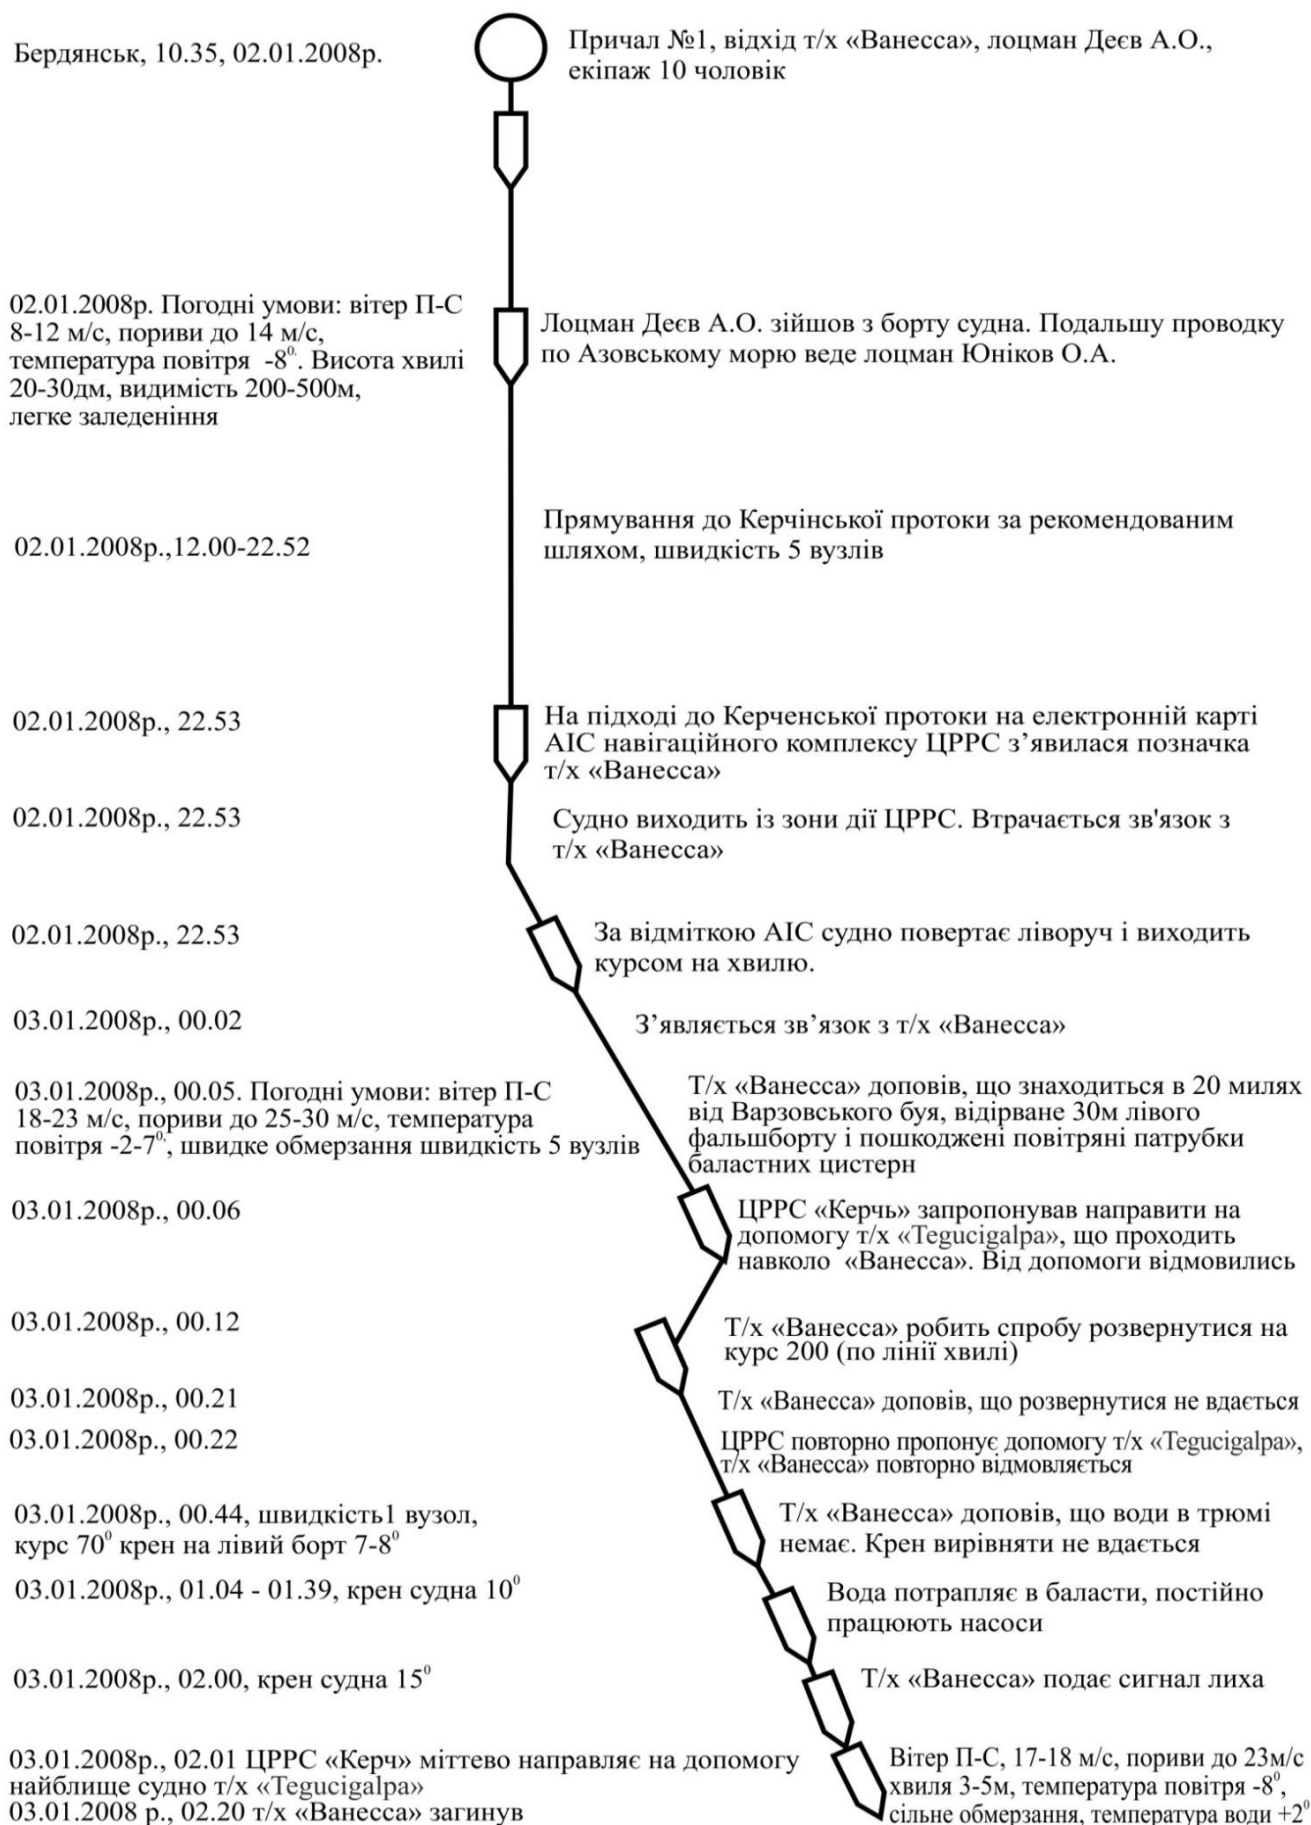 Бердянськ, 10.35, 02.01.2008р.
Причал №1, відхід т/х «Ванесса», лоцман Деєв А.О.,
екіпаж 10 чоловік
02.01.2008р. Погодні умови: вітер П-С
8-12 м/с, пориви до 14 м/с,
температура повітря -8⁰. Висота хвилі
20-30дм, видимість 200-500м,
легке заледеніння
Лоцман Деєв А.О. зійшов з борту судна. Подальшу проводку
по Азовському морю веде лоцман Юніков О.А.
02.01.2008р.,12.00-22.52
Прямування до Керчінської протоки за рекомендованим
шляхом, швидкість 5 вузлів
02.01.2008р., 22.53
На підході до Керченської протоки на електронній карті
АІС навігаційного комплексу ЦРРС з’явилася позначка
т/х «Ванесса»
02.01.2008р., 22.53
Судно виходить із зони дії ЦРРС. Втрачається зв'язок з
т/х «Ванесса»
02.01.2008р., 22.53
За відміткою АІС судно повертає ліворуч і виходить
курсом на хвилю.
03.01.2008р., 00.02
З’являється зв’язок з т/х «Ванесса»
03.01.2008р., 00.05. Погодні умови: вітер П-С
18-23 м/с, пориви до 25-30 м/с, температура
повітря -2-7⁰, швидке обмерзання швидкість 5 вузлів
Т/х «Ванесса» доповів, що знаходиться в 20 милях
від Варзовського буя, відірване 30м лівого
фальшборту і пошкоджені повітряні патрубки
баластних цистерн
03.01.2008р., 00.06
ЦРРС «Керчь» запропонував направити на
допомогу т/х «Tegucigalpa», що проходить
навколо «Ванесса». Від допомоги відмовились
03.01.2008р., 00.12
Т/х «Ванесса» робить спробу розвернутися на
курс 200 (по лінії хвилі)
03.01.2008р., 00.21
Т/х «Ванесса» доповів, що розвернутися не вдається
03.01.2008р., 00.22
ЦРРС повторно пропонує допомогу т/х «Tegucigalpa»,
т/х «Ванесса» повторно відмовляється
03.01.2008р., 00.44, швидкість1 вузол,
курс 70⁰ крен на лівий борт 7-8⁰
Т/х «Ванесса» доповів, що води в трюмі
немає. Крен вирівняти не вдається
03.01.2008р., 01.04 - 01.39, крен судна 10⁰
Вода потрапляє в баласти, постійно
працюють насоси
03.01.2008р., 02.00, крен судна 15⁰
Т/х «Ванесса» подає сигнал лиха
03.01.2008р., 02.01 ЦРРС «Керч» міттево направляє на допомогу
найблище судно т/х «Tegucigalpa»
03.01.2008 р., 02.20 т/х «Ванесса» загинув
Вітер П-С, 17-18 м/с, пориви до 23м/с
хвиля 3-5м, температура повітря -8⁰,
сільне обмерзання, температура води +2⁰